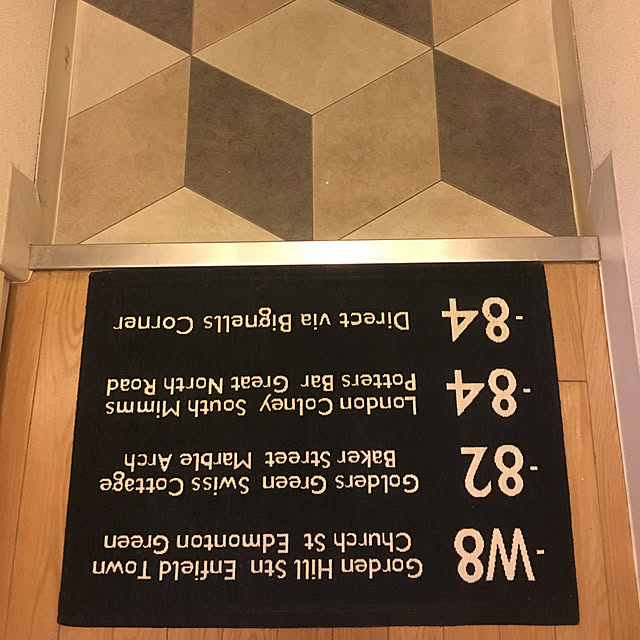 -W8 Gorden Hill Stn Enfield Town
Church St Edmonton Green
-82 Golders Green Swiss Cottage
Baker Street Marble Arch
-84 London Colney South Mimms
Potters Bar Great North Road
-84 Direct via Bignells Corner